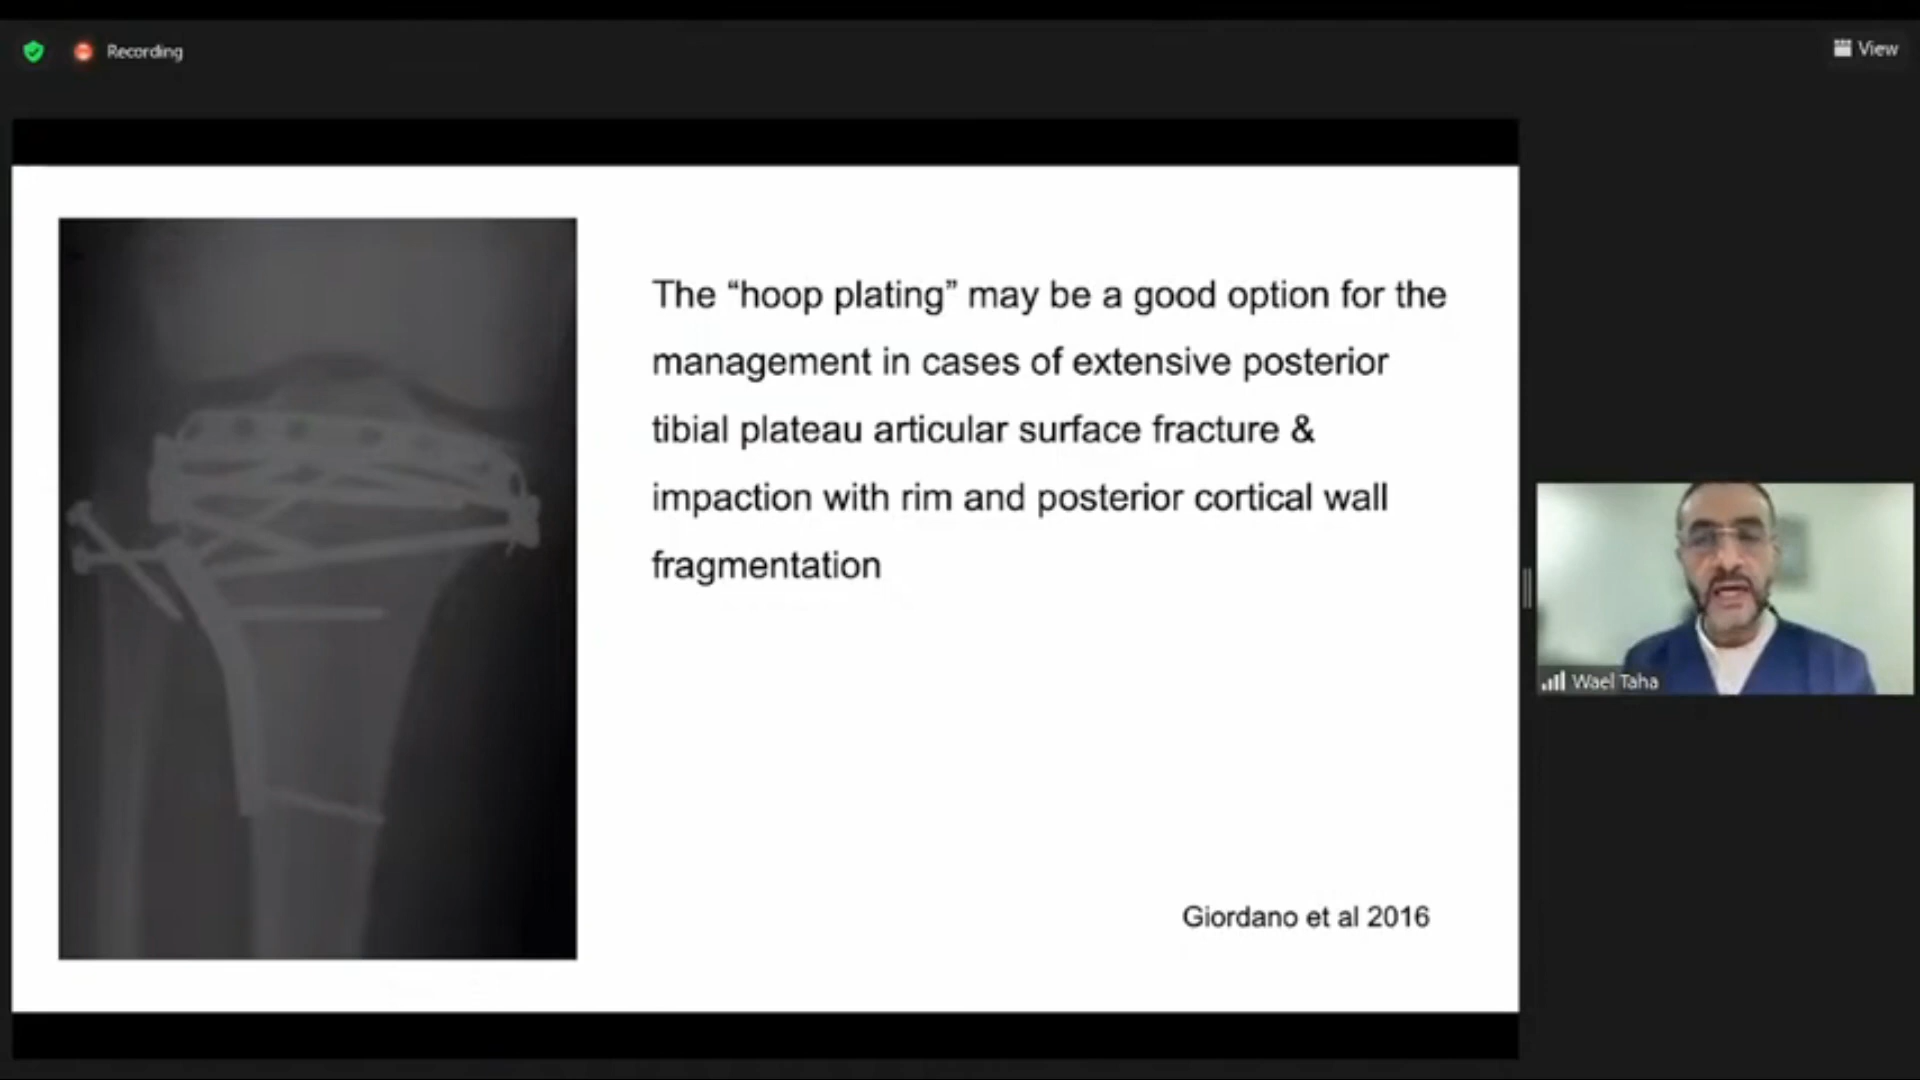 Recording
View
The “hoop plating” may be a good option for the
management in cases of extensive posterior
tibial plateau articular surface fracture &
impaction with rim and posterior cortical wall
fragmentation
Giordano et al 2016
Wael Taha